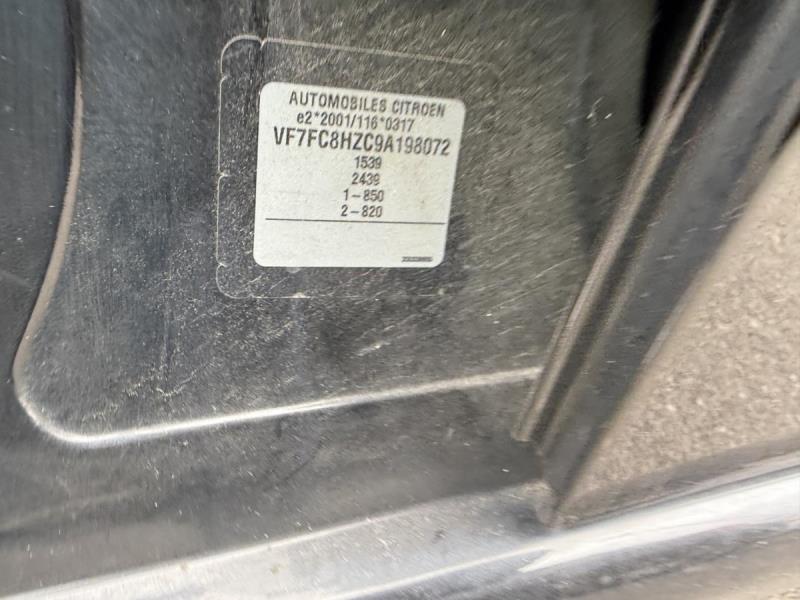 AUTOMOBILES CITROEN
e2*2001/116*0317
VF7FC8HZC9A198072
1539
2439
1-850
2-820